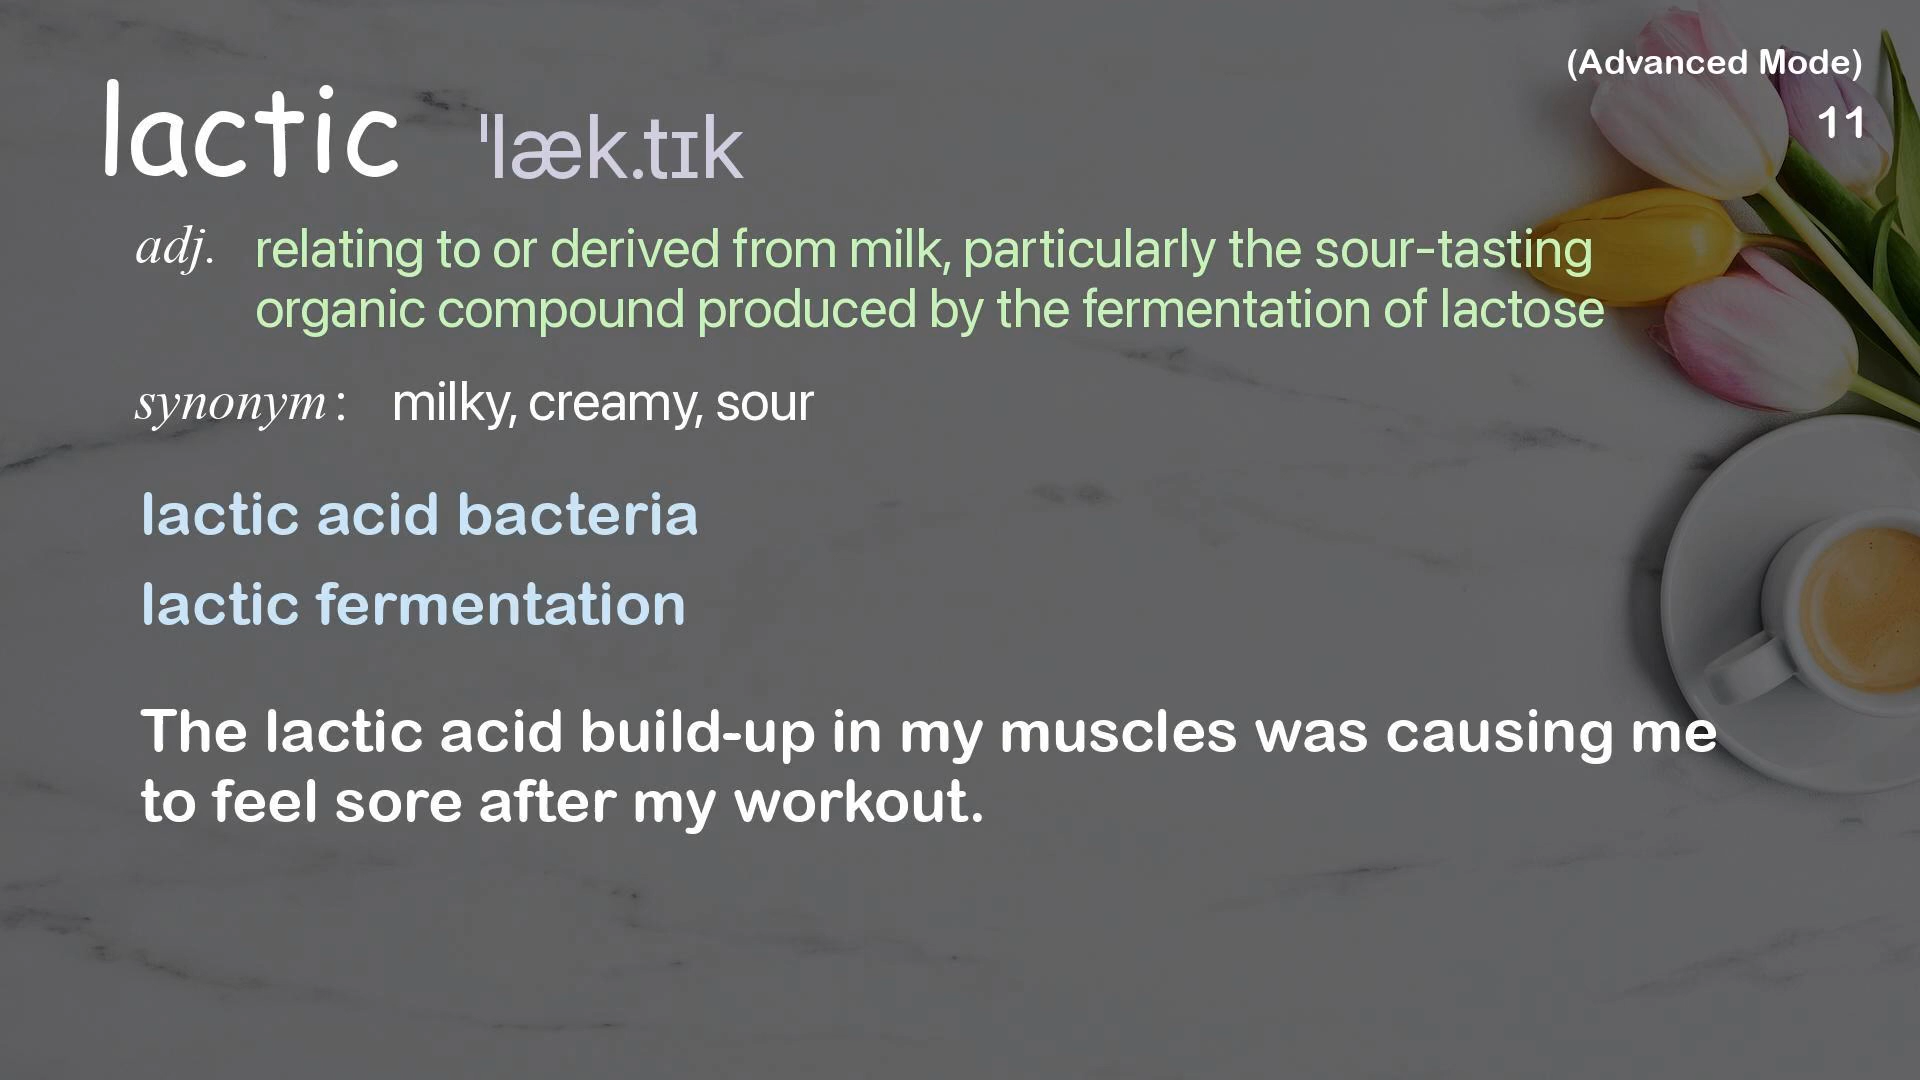 (Advanced Mode)
11
lactic ˈlæk.tɪk
adj. relating to or derived from milk, particularly the sour-tasting
organic compound produced by the fermentation of lactose
synonym: milky, creamy, sour
lactic acid bacteria
lactic fermentation
The lactic acid build-up in my muscles was causing me
to feel sore after my workout.